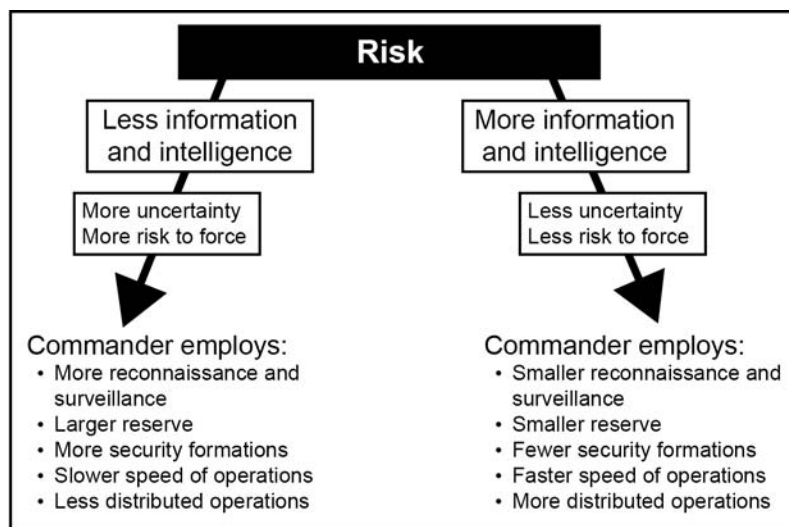 Risk
Less information
and intelligence
More uncertainty
More risk to force
Commander employs:
• More reconnaissance and
surveillance
• Larger reserve
• More security formations
• Slower speed of operations
• Less distributed operations
More information
and intelligence
Less uncertainty
Less risk to force
Commander employs:
• Smaller reconnaissance and
surveillance
• Smaller reserve
• Fewer security formations
• Faster speed of operations
• More distributed operations